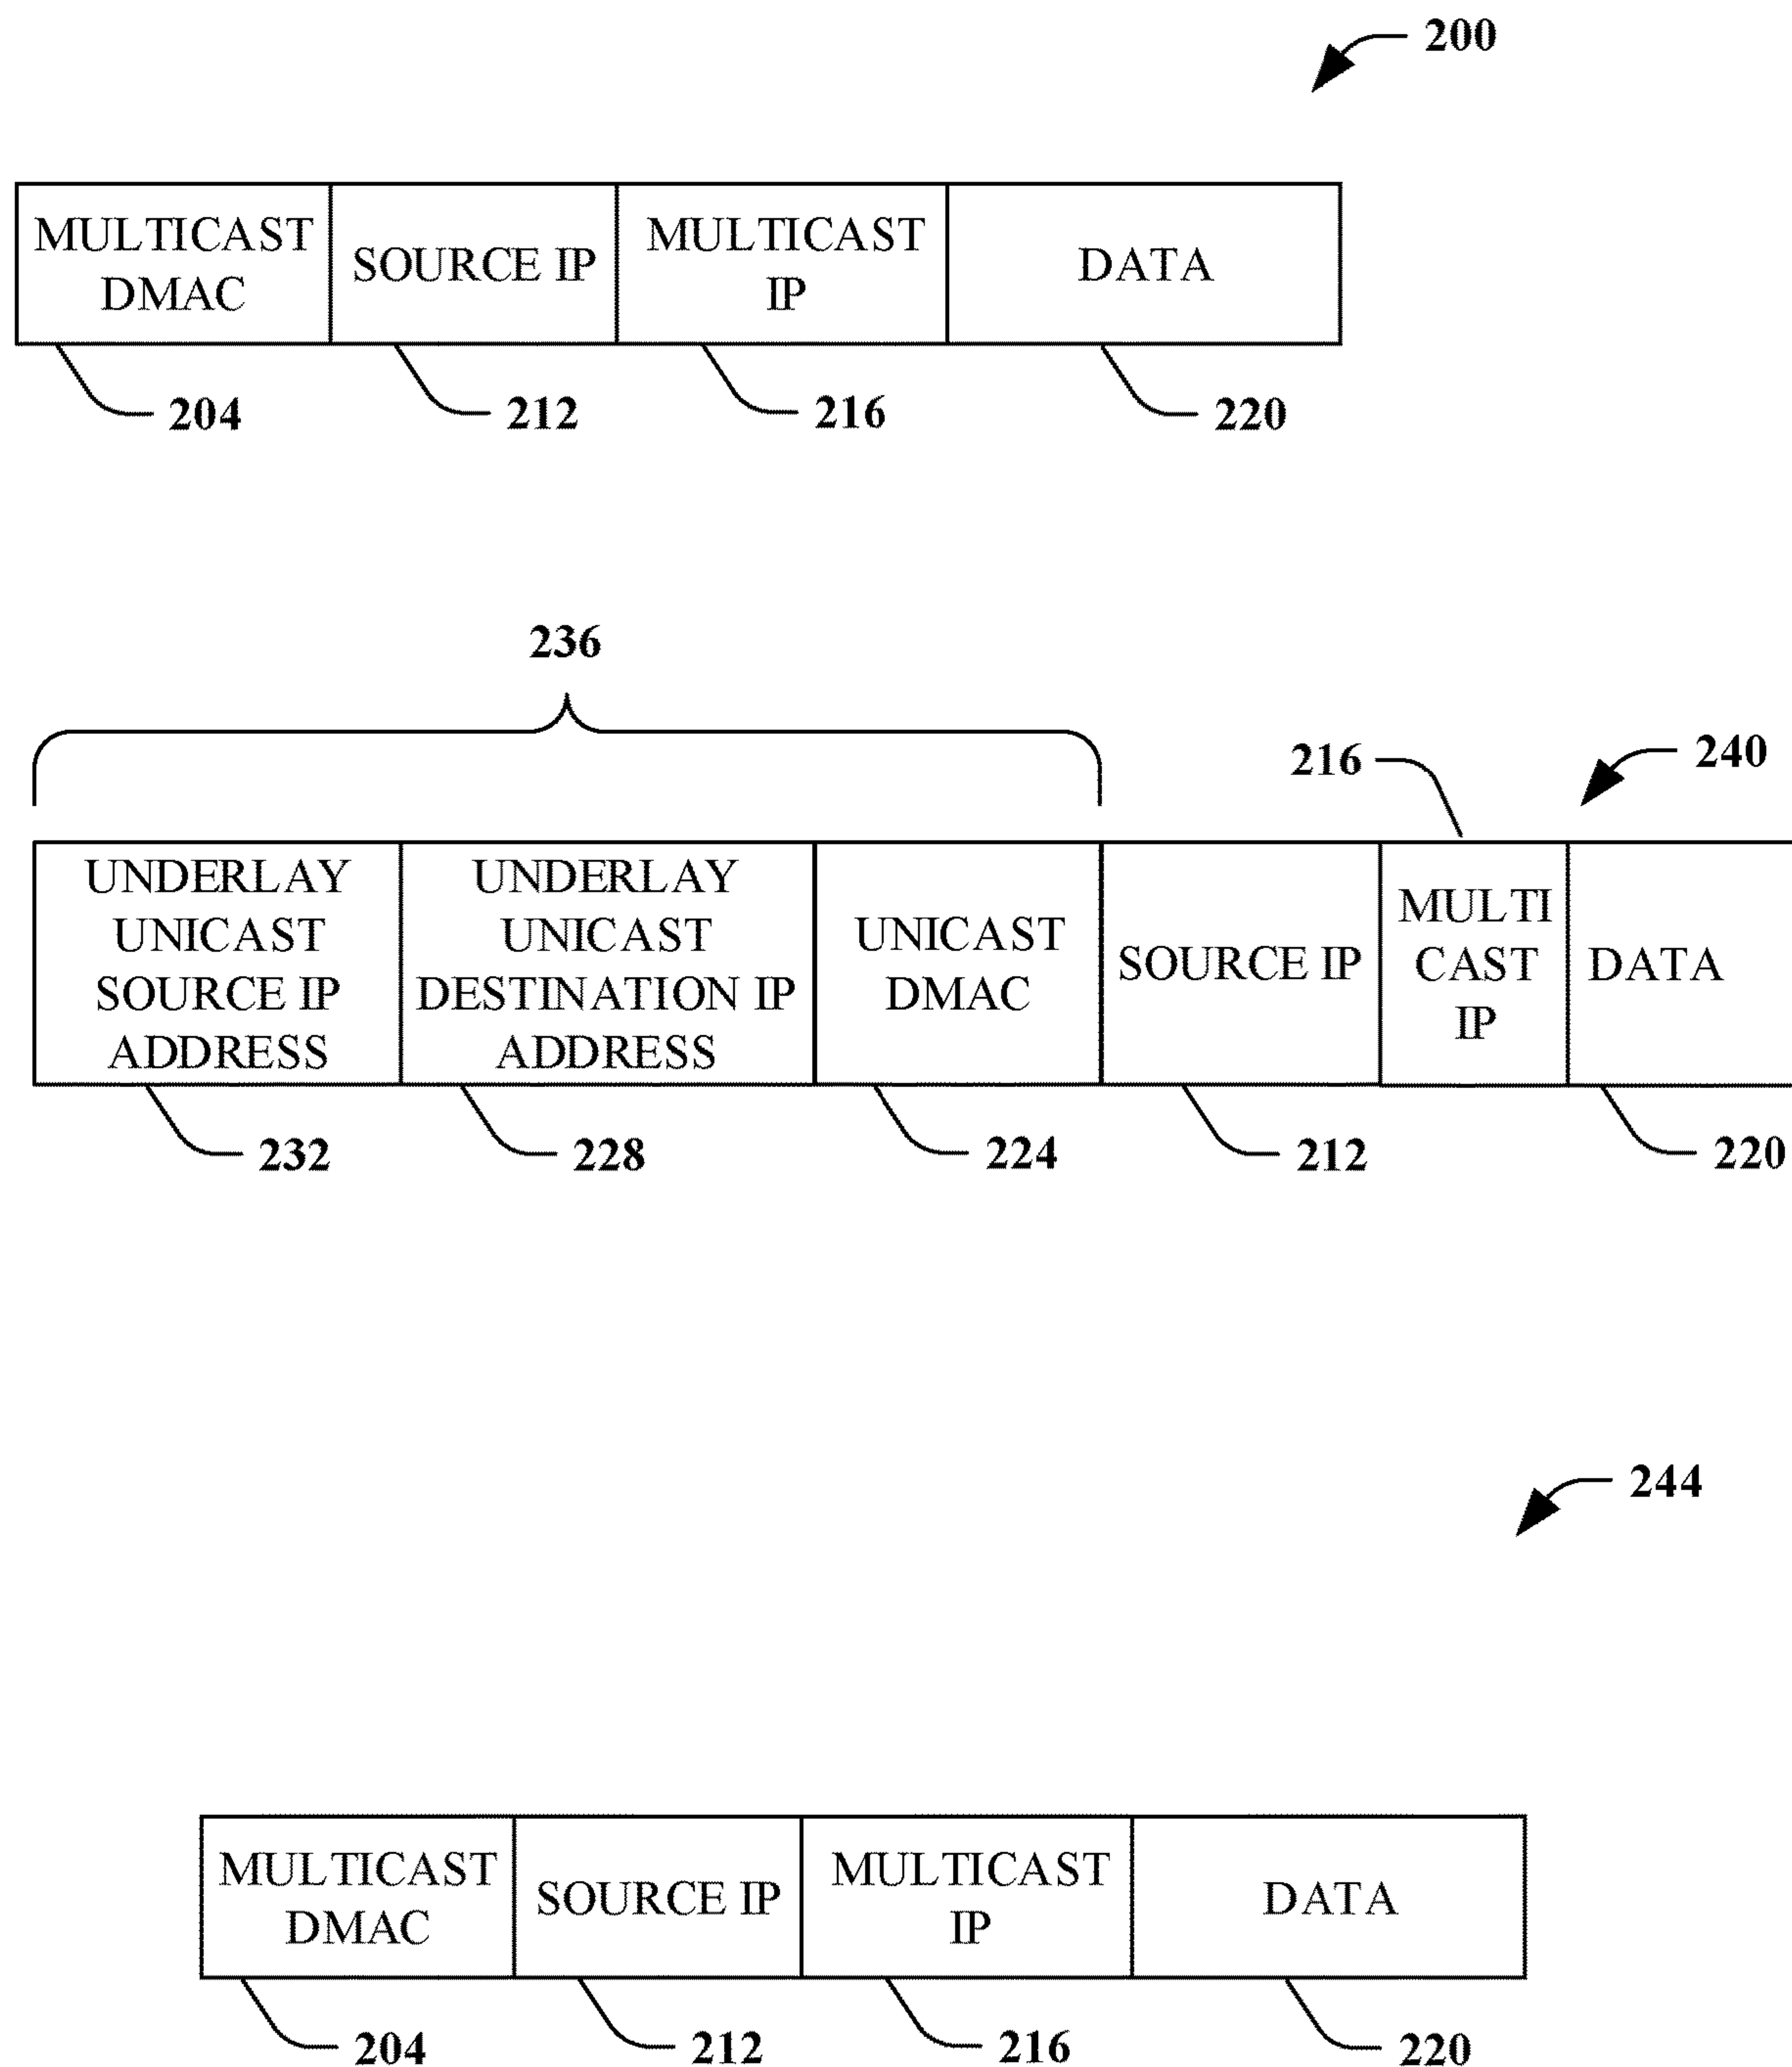 200
MULTICAST
DMAC
SOURCE IP
MULTICAST
IP
DATA
204
212
216
220
236
216
240
UNDERLAY
UNICAST
SOURCE IP
ADDRESS
UNDERLAY
UNICAST
DESTINATION IP
ADDRESS
UNICAST
DMAC
SOURCE IP
MULTI
CAST
IP
DATA
232
228
224
212
220
244
MULTICAST
DMAC
SOURCE IP
MULTICAST
IP
DATA
204
212
216
220